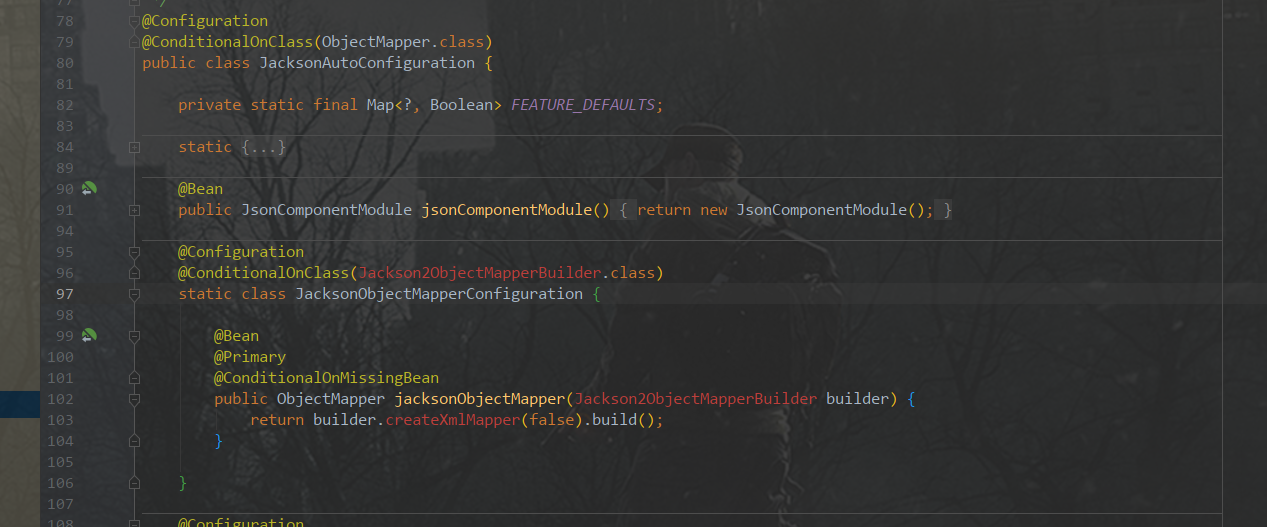 77 */
78 @Configuration
79 @ConditionalOnClass(ObjectMapper.class)
80 public class JacksonAutoConfiguration {
81
82 private static final Map<?, Boolean> FEATURE_DEFAULTS;
83
84 static {...}
89
90 @Bean
91 public JsonComponentModule jsonComponentModule() { return new JsonComponentModule(); }
94
95 @Configuration
96 @ConditionalOnClass(Jackson2ObjectMapperBuilder.class)
97 static class JacksonObjectMapperConfiguration {
98
99 @Bean
100 @Primary
101 @ConditionalOnMissingBean
102 public ObjectMapper jacksonObjectMapper(Jackson2ObjectMapperBuilder builder) {
103 return builder.createXmlMapper(false).build();
104 }
105
106 }
107
108 @Configuration